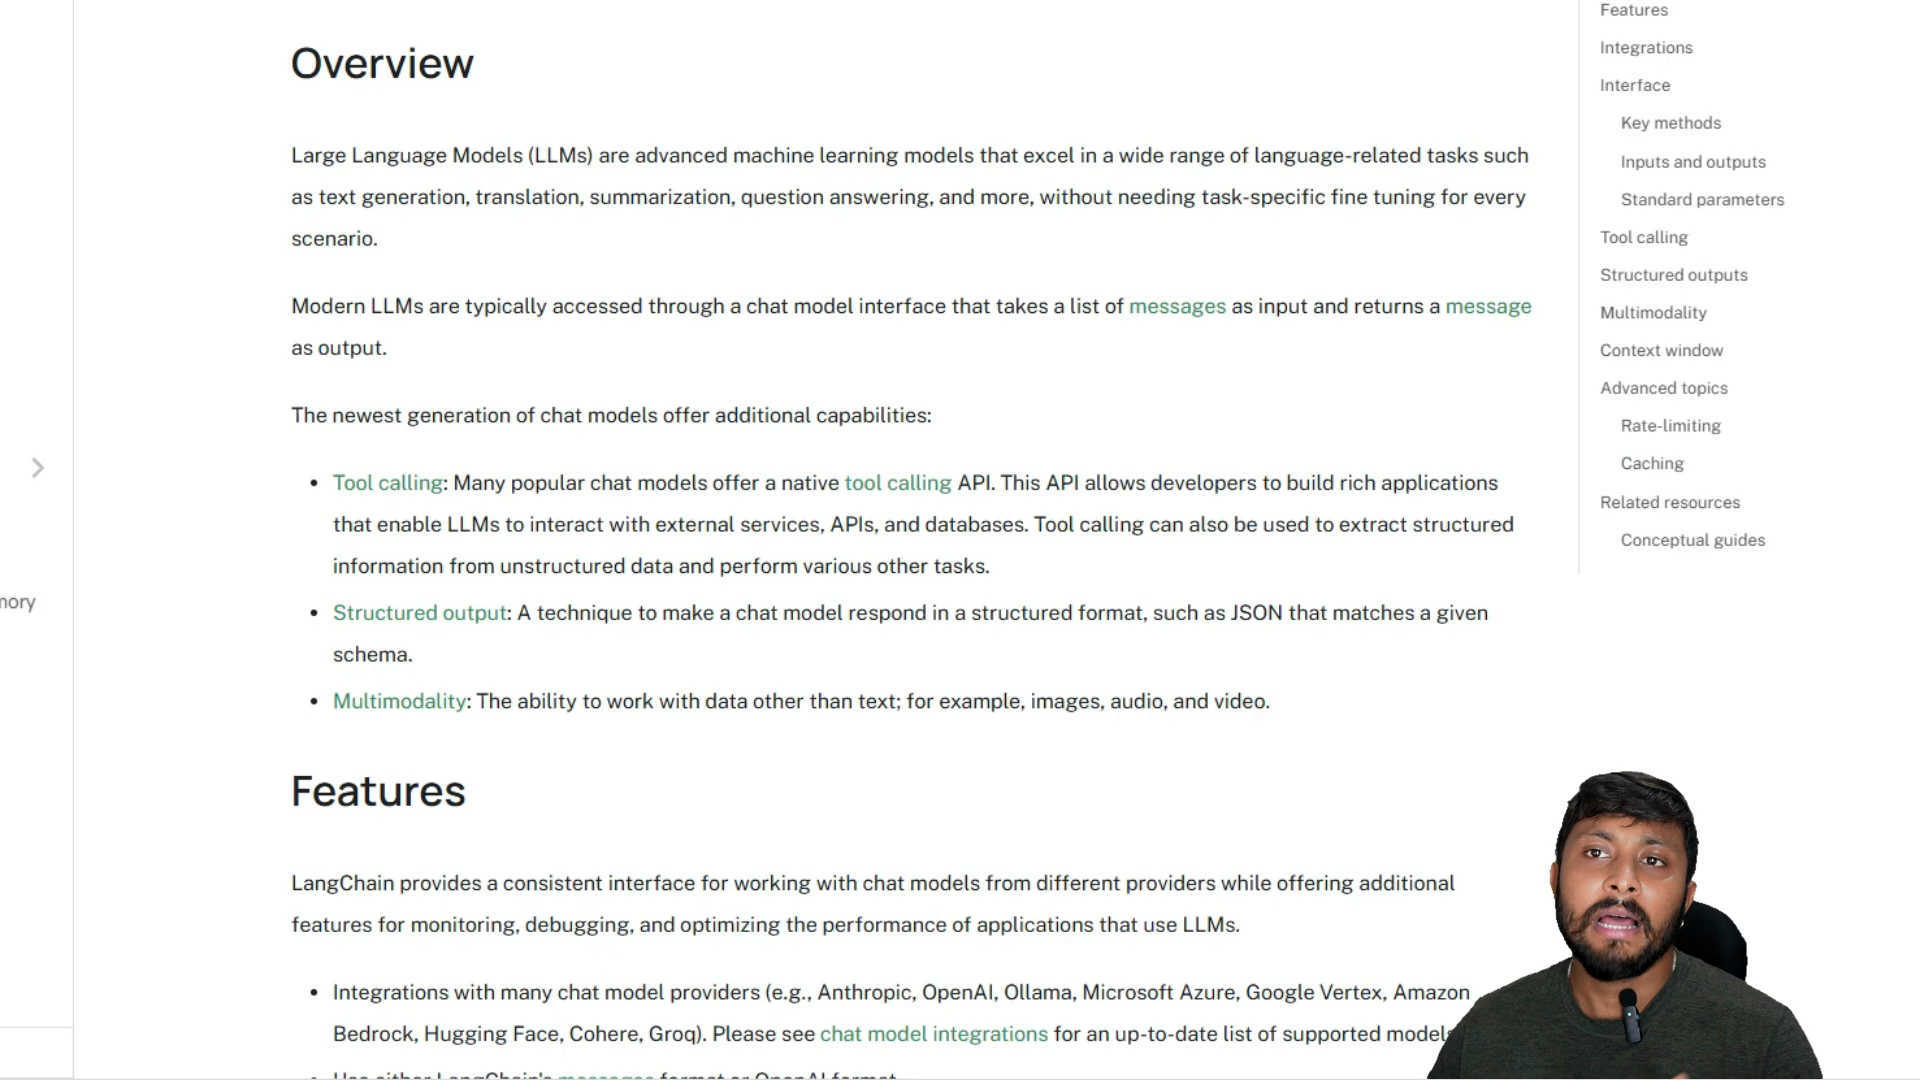 Overview
Large Language Models (LLMs) are advanced machine learning models that excel in a wide range of language-related tasks such
as text generation, translation, summarization, question answering, and more, without needing task-specific fine tuning for every
scenario.
Modern LLMs are typically accessed through a chat model interface that takes a list of messages as input and returns a message
as output.
The newest generation of chat models offer additional capabilities:
• Tool calling: Many popular chat models offer a native tool calling API. This API allows developers to build rich applications
that enable LLMs to interact with external services, APIs, and databases. Tool calling can also be used to extract structured
information from unstructured data and perform various other tasks.
• Structured output: A technique to make a chat model respond in a structured format, such as JSON that matches a given
schema.
• Multimodality: The ability to work with data other than text; for example, images, audio, and video.
Features
LangChain provides a consistent interface for working with chat models from different providers while offering additional
features for monitoring, debugging, and optimizing the performance of applications that use LLMs.
• Integrations with many chat model providers (e.g., Anthropic, OpenAI, Ollama, Microsoft Azure, Google Vertex, Amazon
Bedrock, Hugging Face, Cohere, Groq). Please see chat model integrations for an up-to-date list of supported models
• Use either LangChain's messages format or OpenAI format
Features
Integrations
Interface
Key methods
Inputs and outputs
Standard parameters
Tool calling
Structured outputs
Multimodality
Context window
Advanced topics
Rate-limiting
Caching
Related resources
Conceptual guides